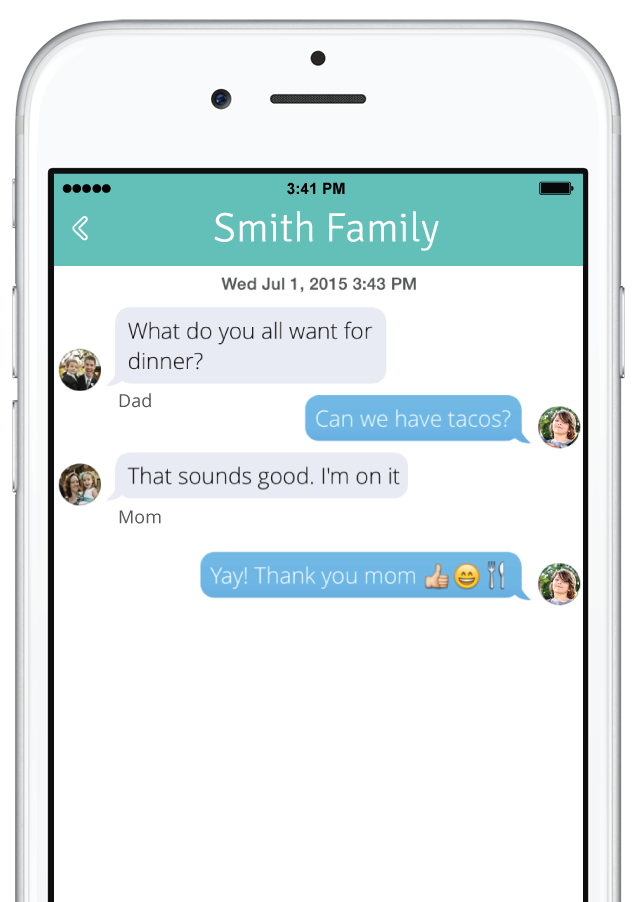 3:41 PM
Smith Family
Wed Jul 1, 2015 3:43 PM
What do you all want for
dinner?
Dad
Can we have tacos?
That sounds good. I'm on it
Mom
Yay! Thank you mom 👍😄🍴